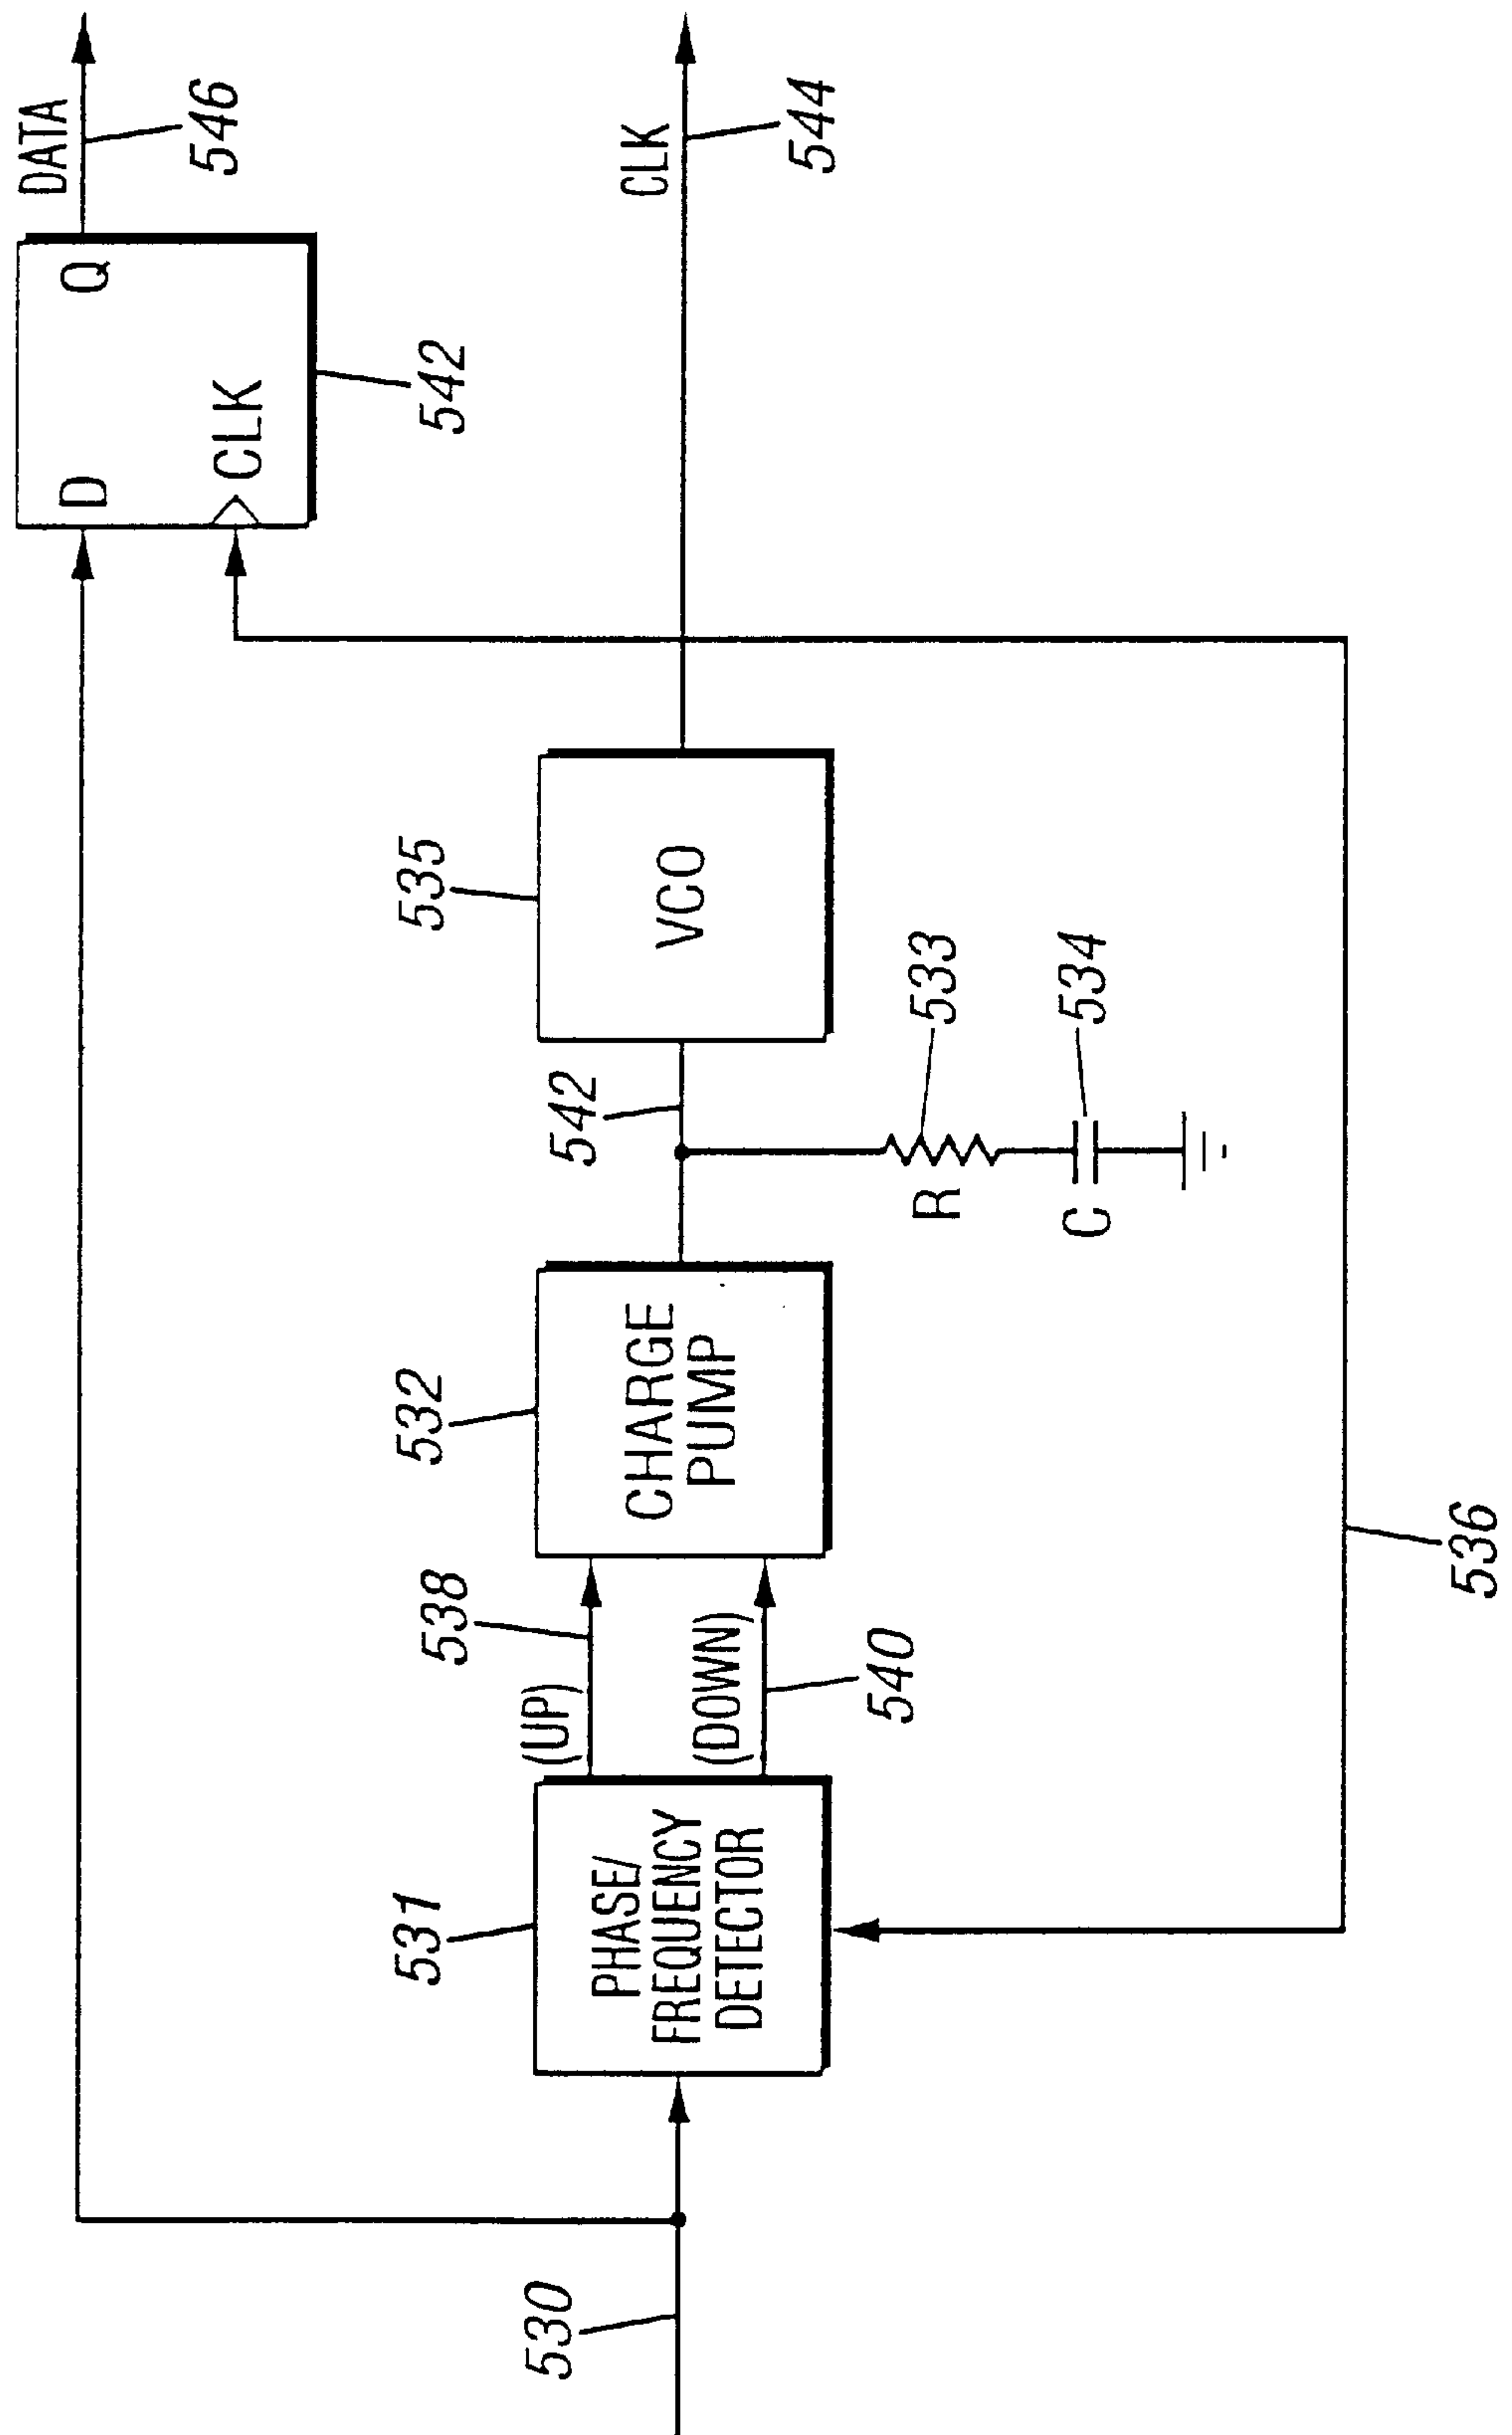 DATA
546
D
Q
CLK
542
CLK
544
535
VCO
542
533
R
534
C
532
CHARGE
PUMP
538
(UP)
(DOWN)
540
531
PHASE/
FREQUENCY
DETECTOR
530
536